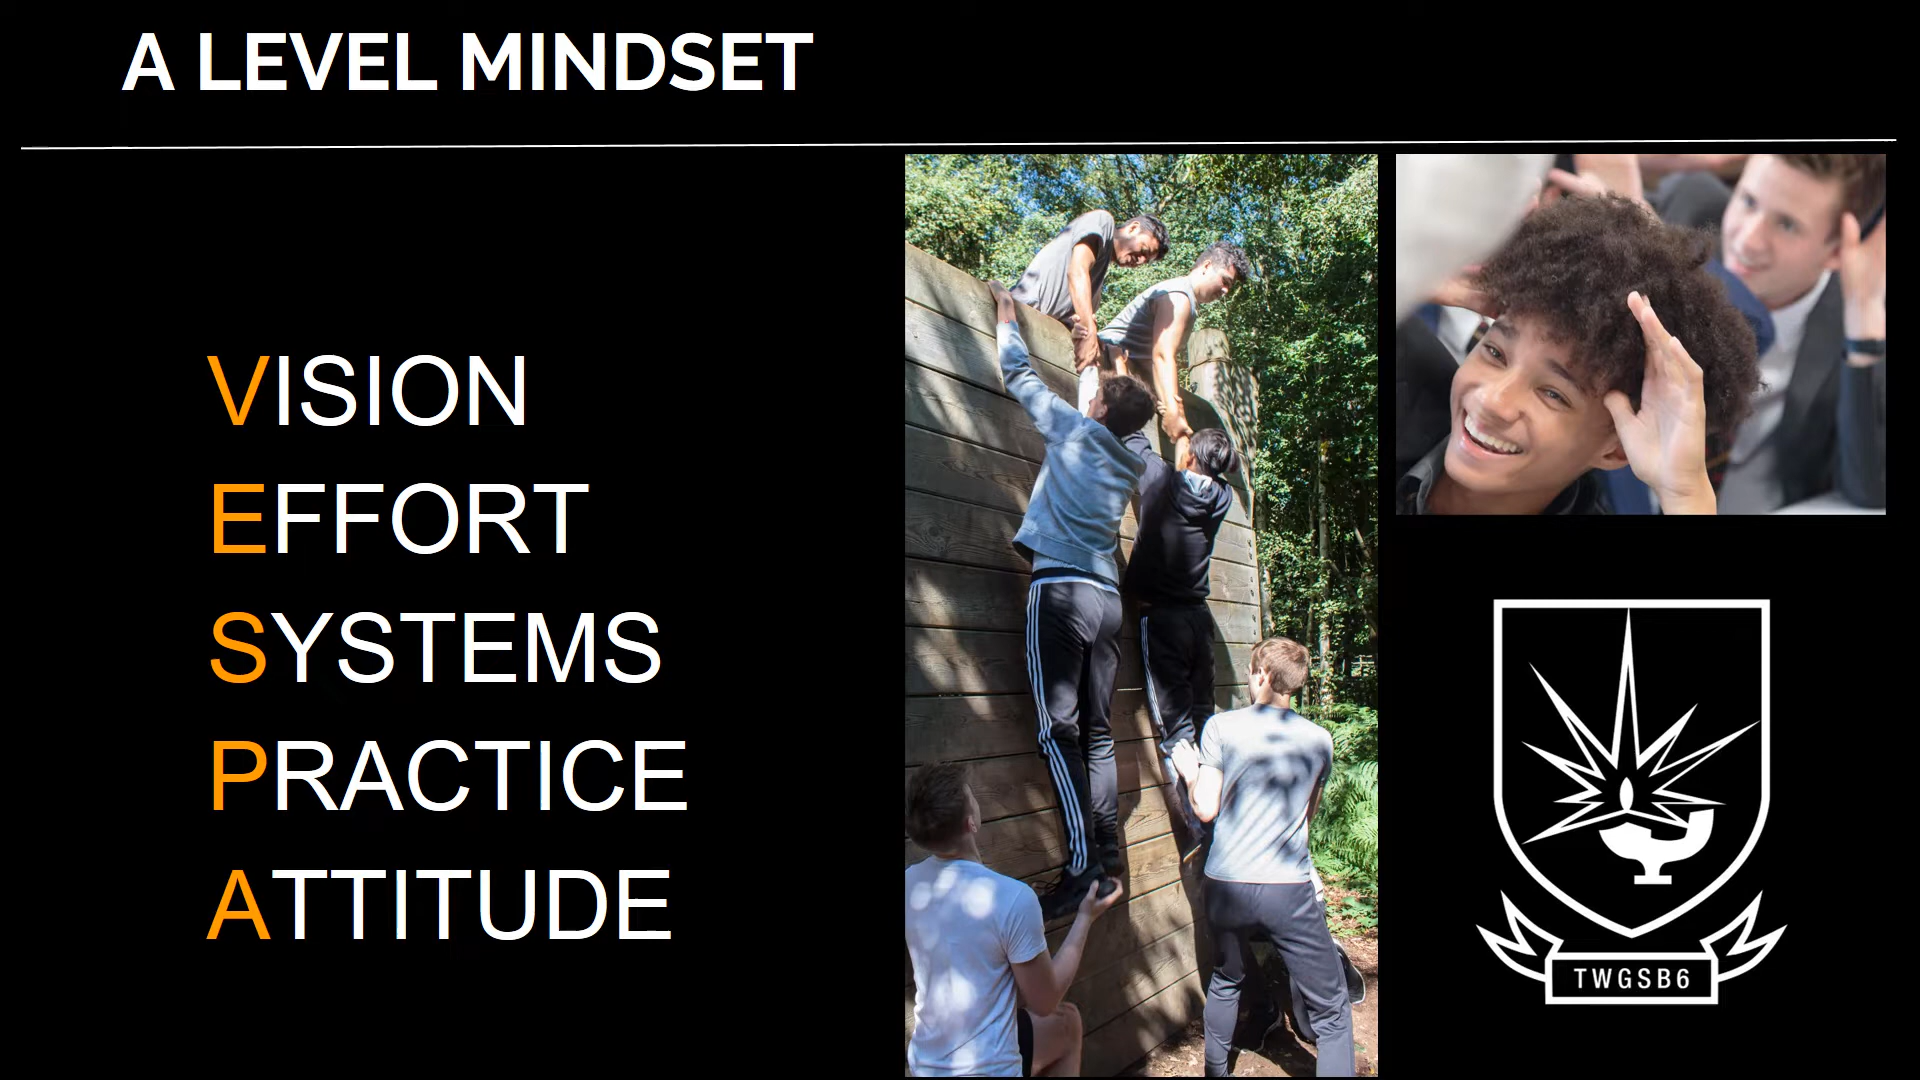 A LEVEL MINDSET
VISION
EFFORT
SYSTEMS
PRACTICE
ATTITUDE
TWGSB6